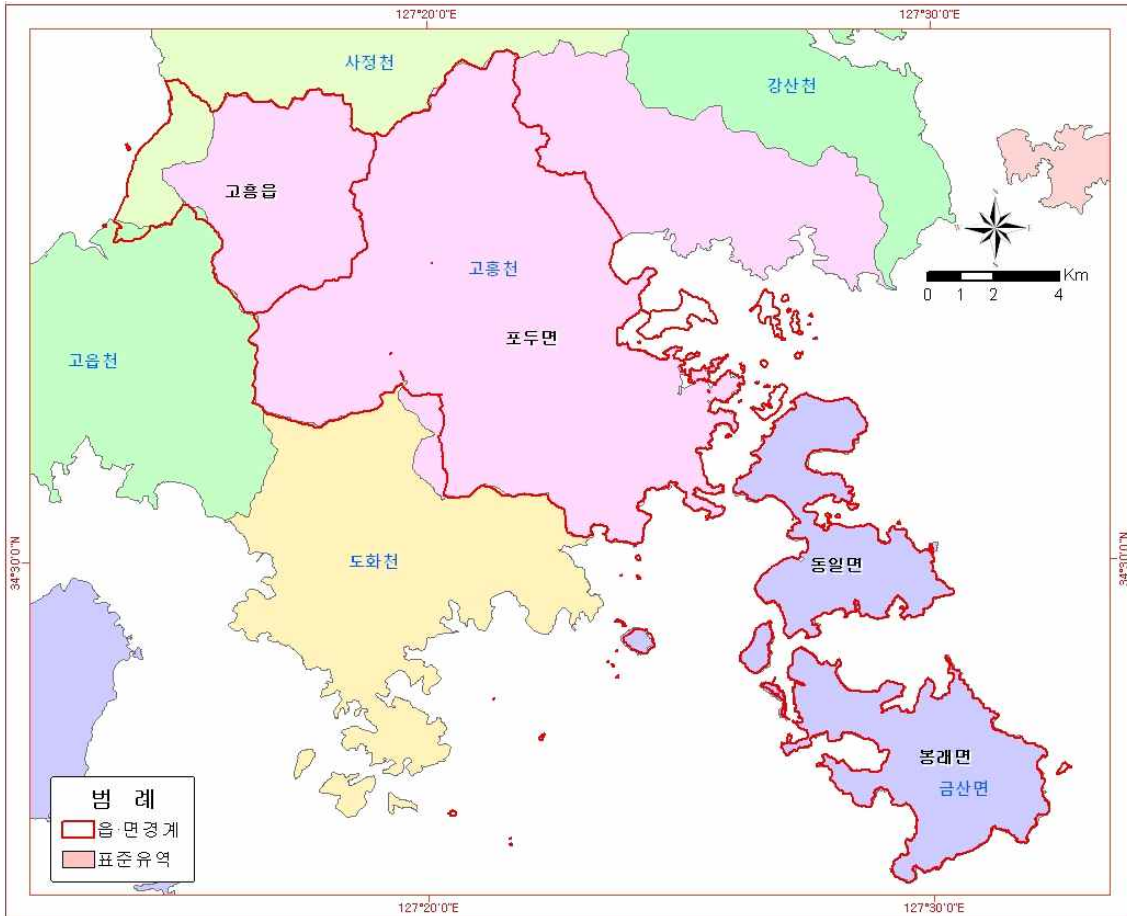 127°20'0"E 127°30'0"E
사정천
강산천
고흥읍
N
W E
S
고흥천
Km
0 1 2 4
포두면
고읍천
34°30'0"N 34°30'0"N
도화천
동일면
봉래면
금산면
범 례
읍·면경계
표준유역
127°20'0"E 127°30'0"E